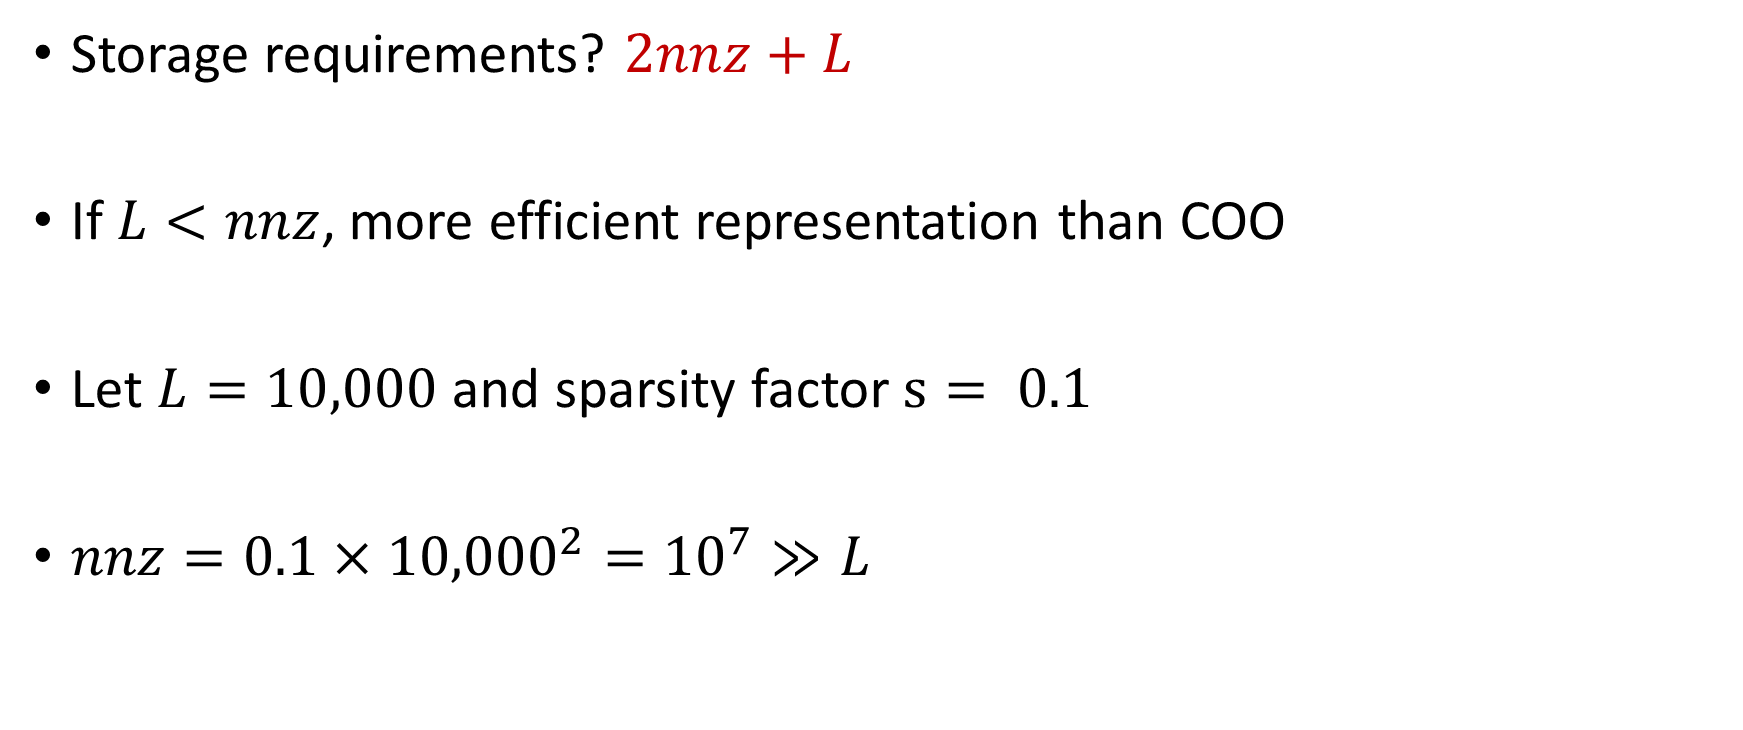 • Storage requirements? 2nnz + L
• If L < nnz, more efficient representation than COO
• Let L = 10,000 and sparsity factor s = 0.1
• nnz = 0.1 × 10,000² = 10⁷ ≫ L